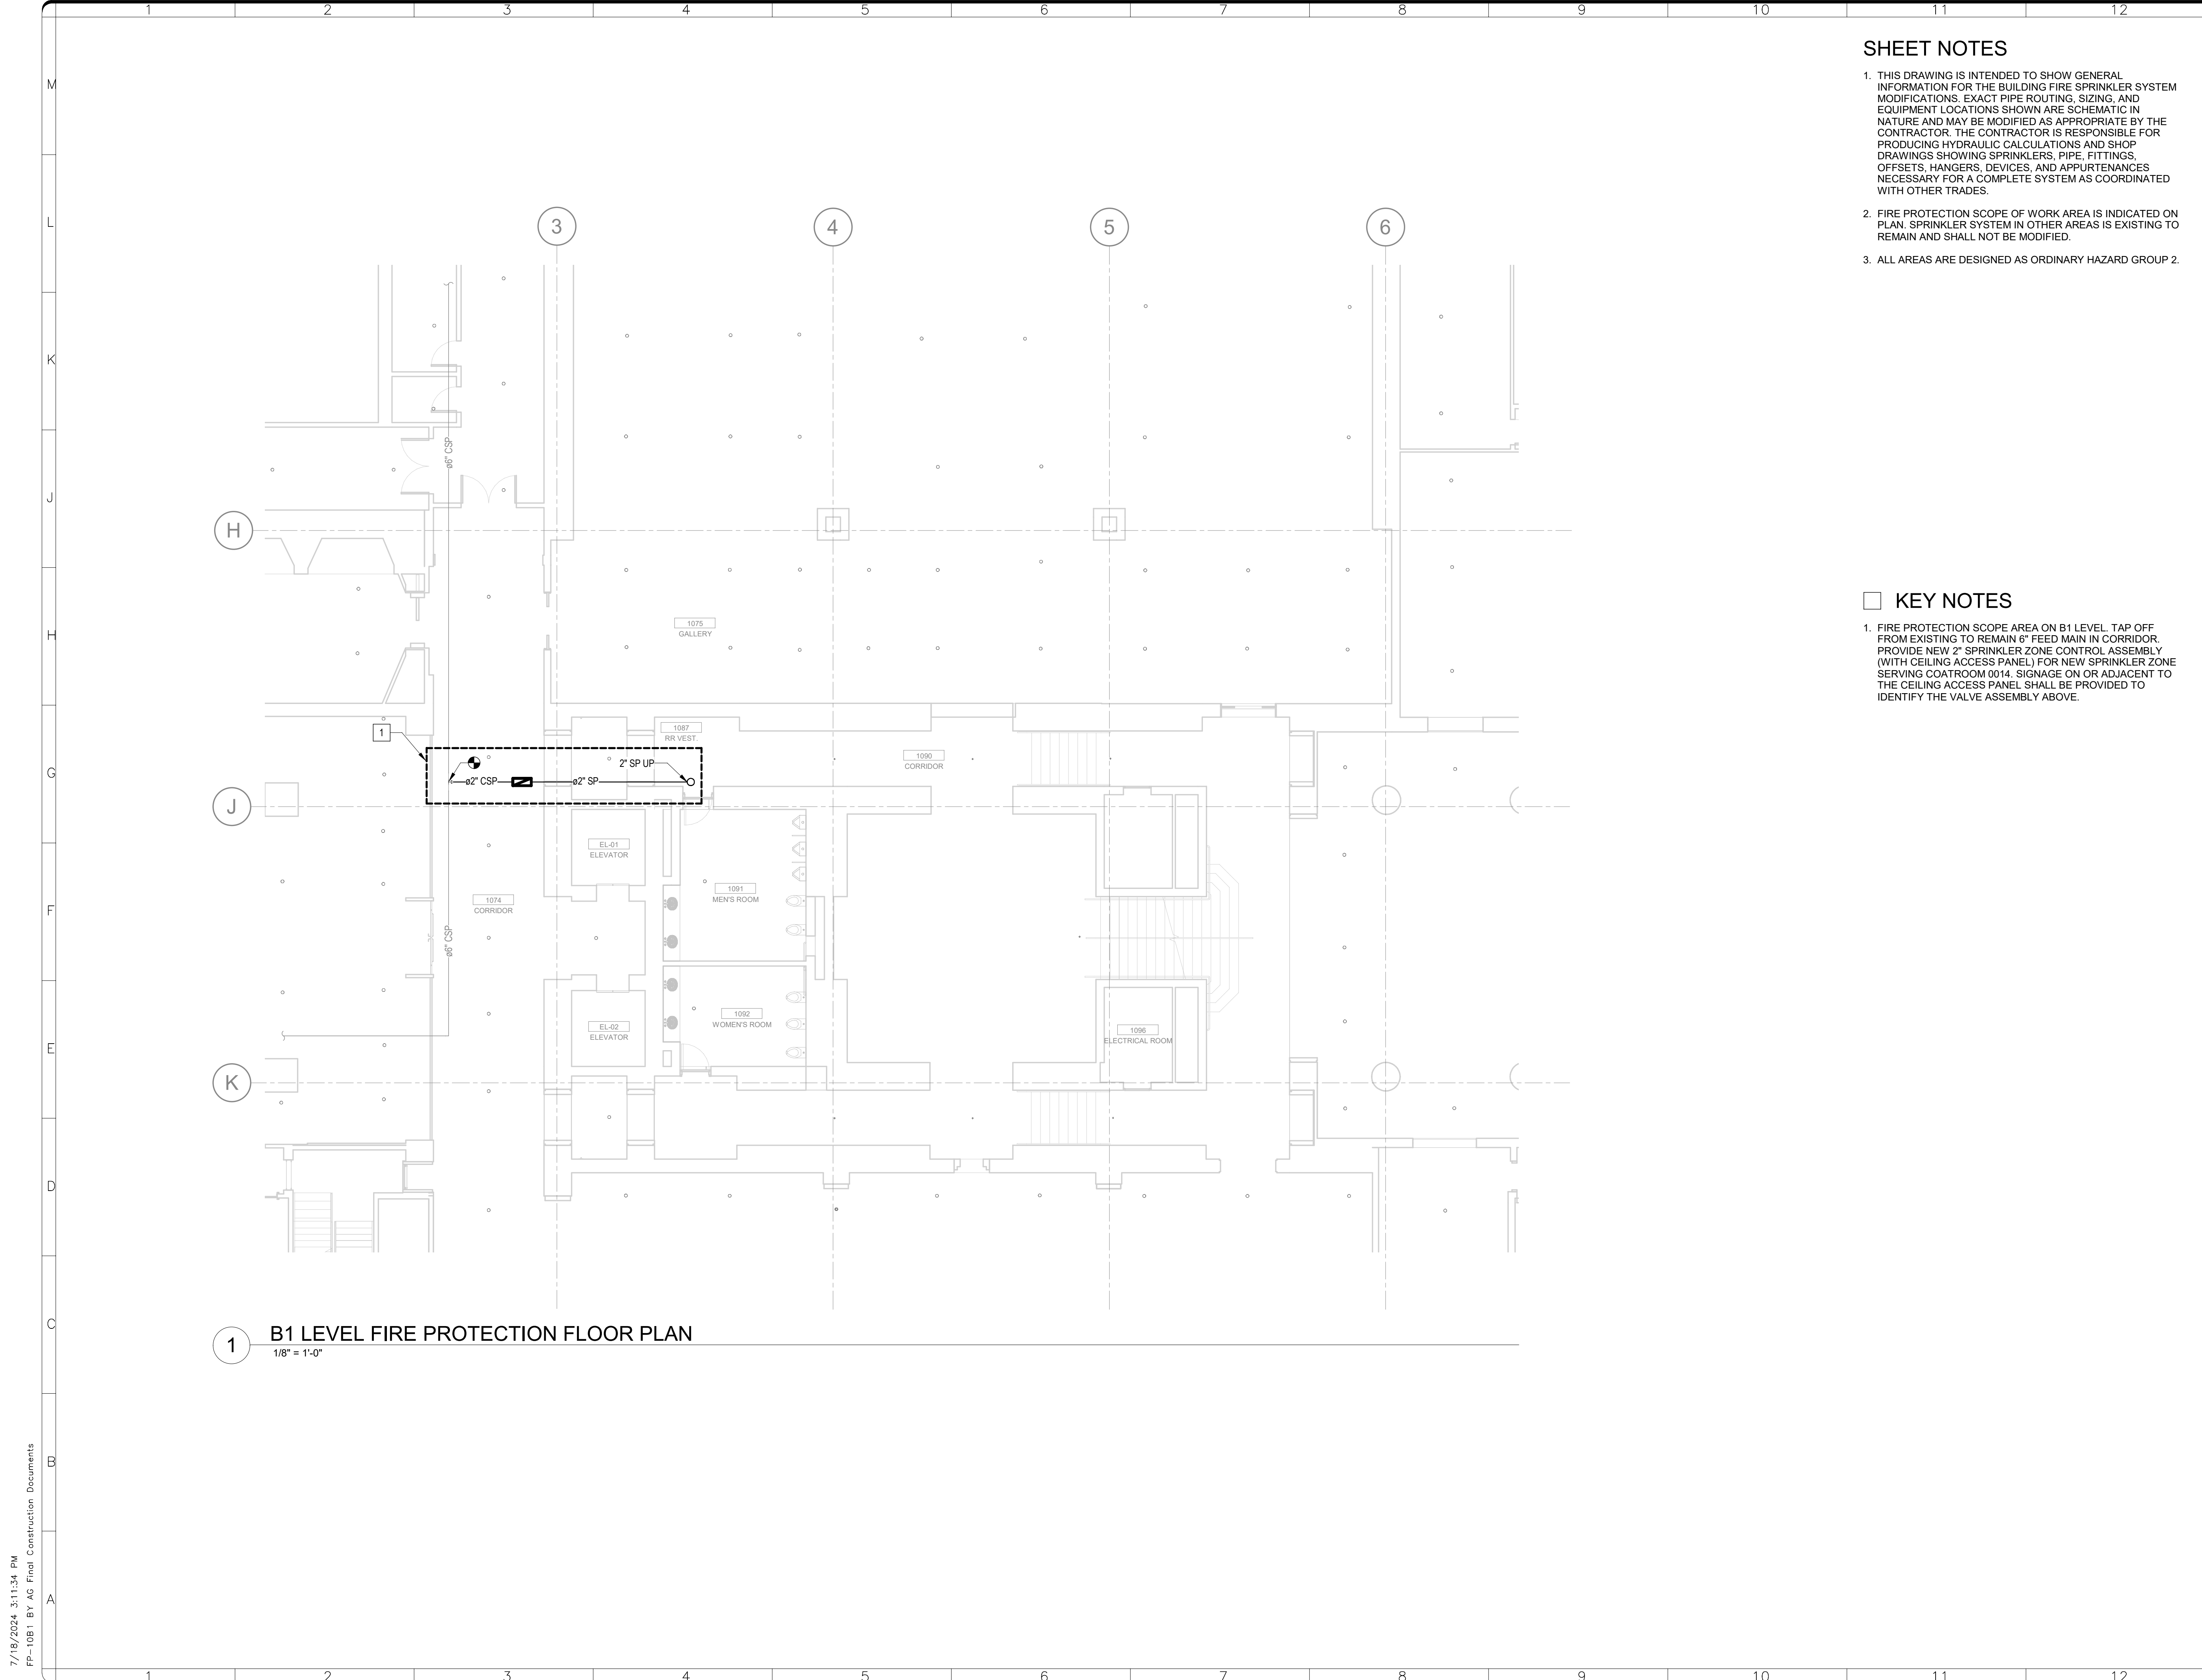 1 2 3 4 5 6 7 8 9 10 11 12
M
L
K
J
H
G
F
E
D
C
B
A
SHEET NOTES
1. THIS DRAWING IS INTENDED TO SHOW GENERAL
INFORMATION FOR THE BUILDING FIRE SPRINKLER SYSTEM
MODIFICATIONS. EXACT PIPE ROUTING, SIZING, AND
EQUIPMENT LOCATIONS SHOWN ARE SCHEMATIC IN
NATURE AND MAY BE MODIFIED AS APPROPRIATE BY THE
CONTRACTOR. THE CONTRACTOR IS RESPONSIBLE FOR
PRODUCING HYDRAULIC CALCULATIONS AND SHOP
DRAWINGS SHOWING SPRINKLERS, PIPE, FITTINGS,
OFFSETS, HANGERS, DEVICES, AND APPURTENANCES
NECESSARY FOR A COMPLETE SYSTEM AS COORDINATED
WITH OTHER TRADES.
2. FIRE PROTECTION SCOPE OF WORK AREA IS INDICATED ON
PLAN. SPRINKLER SYSTEM IN OTHER AREAS IS EXISTING TO
REMAIN AND SHALL NOT BE MODIFIED.
3. ALL AREAS ARE DESIGNED AS ORDINARY HAZARD GROUP 2.
KEY NOTES
1. FIRE PROTECTION SCOPE AREA ON B1 LEVEL. TAP OFF
FROM EXISTING TO REMAIN 6" FEED MAIN IN CORRIDOR.
PROVIDE NEW 2" SPRINKLER ZONE CONTROL ASSEMBLY
(WITH CEILING ACCESS PANEL) FOR NEW SPRINKLER ZONE
SERVING COATROOM 0014. SIGNAGE ON OR ADJACENT TO
THE CEILING ACCESS PANEL SHALL BE PROVIDED TO
IDENTIFY THE VALVE ASSEMBLY ABOVE.
3 4 5 6
ø6" CSP
H
1075
GALLERY
1087
RR VEST.
1
1090
CORRIDOR
2" SP UP
ø2" CSP
ø2" SP
J
EL-01
ELEVATOR
1091
MEN'S ROOM
1074
CORRIDOR
ø6" CSP
1092
WOMEN'S ROOM
EL-02
ELEVATOR
1096
ELECTRICAL ROOM
K
1
B1 LEVEL FIRE PROTECTION FLOOR PLAN
1/8" = 1'-0"
7/18/2024 3:11:34 PM
FP-10B1 BY AG Final Construction Documents
1 2 3 4 5 6 7 8 9 10 11 12